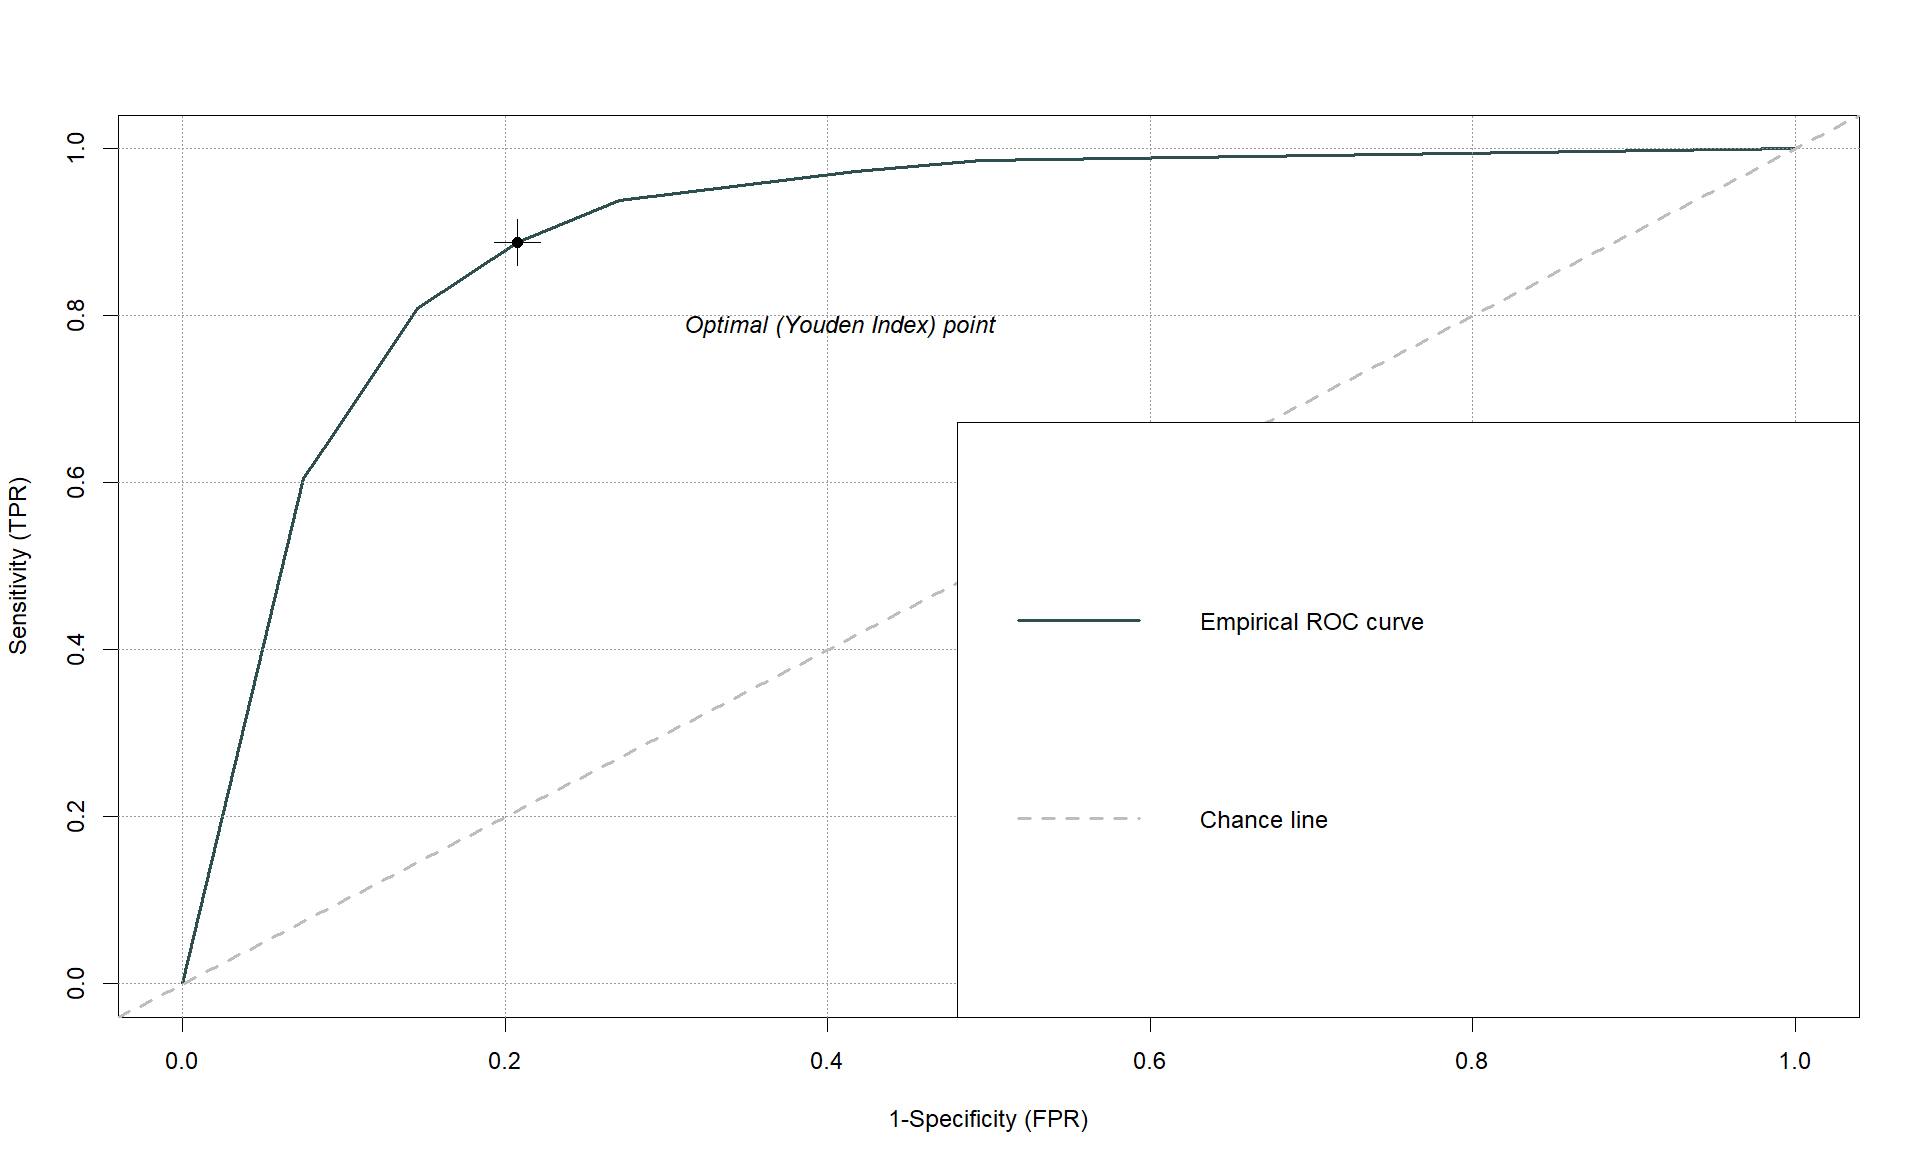 1.0
0.8
0.6
0.4
0.2
0.0
Sensitivity (TPR)
Optimal (Youden Index) point
Empirical ROC curve
Chance line
0.0 0.2 0.4 0.6 0.8 1.0
1-Specificity (FPR)